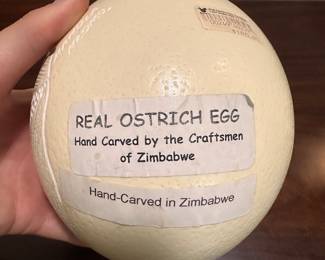 REAL OSTRICH EGG
Hand Carved by the Craftsmen
of Zimbabwe
Hand-Carved in Zimbabwe